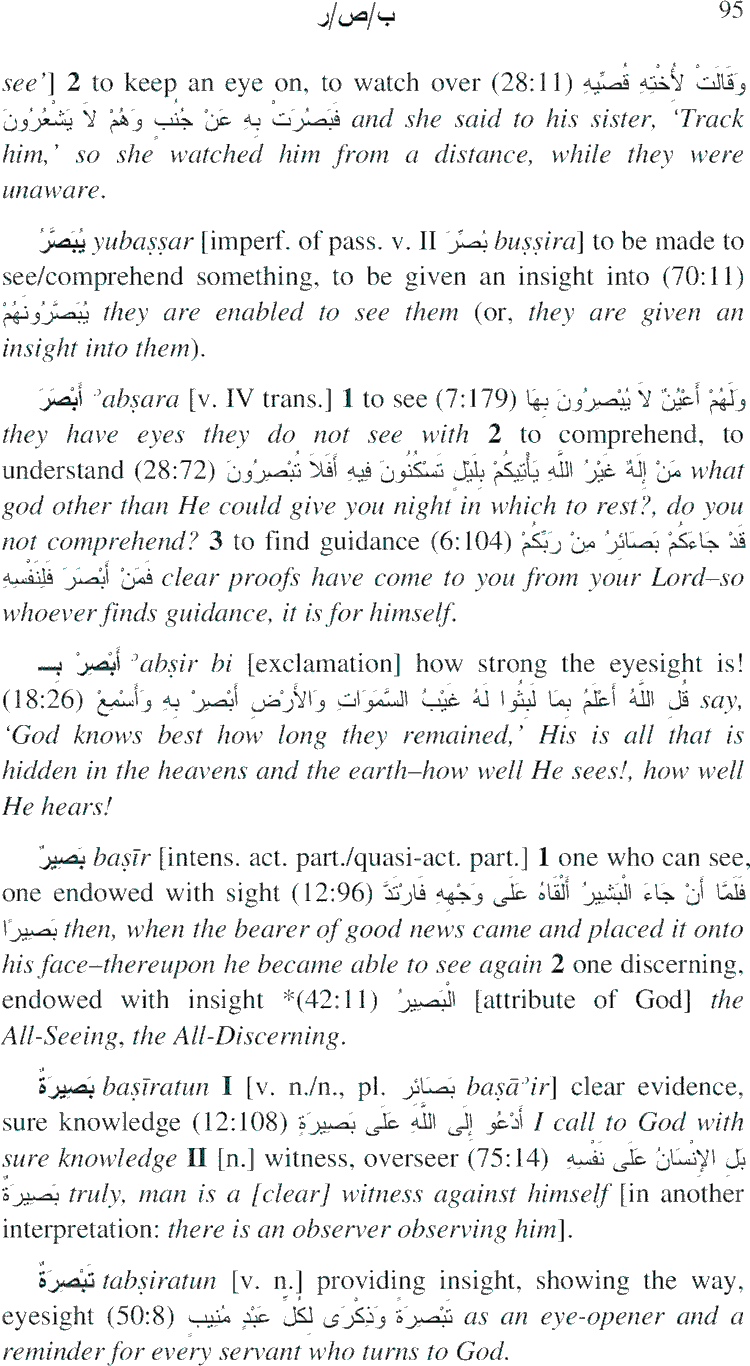 ب/ص/ر 95
see’] 2 to keep an eye on, to watch over (28:11) وَقَالَتْ لأُخْتِهِ قُصِّيهِ
فَبَصُرَتْ بِهِ عَنْ جُنُبٍ وَهُمْ لاَ يَشْعُرُونَ and she said to his sister, ‘Track
him,’ so she watched him from a distance, while they were
unaware.
يُبَصَّرُ yubaṣṣar [imperf. of pass. v. II بُصِّرَ buṣṣira] to be made to
see/comprehend something, to be given an insight into (70:11)
يُبَصَّرُونَهُمْ they are enabled to see them (or, they are given an
insight into them).
أَبْصَرَ ʾabṣara [v. IV trans.] 1 to see (7:179) وَلَهُمْ أَعْيُنٌ لاَ يُبْصِرُونَ بِهَا
they have eyes they do not see with 2 to comprehend, to
understand (28:72) مَنْ إِلَهٌ غَيْرُ اللَّهِ يَأْتِيكُمْ بِلَيْلٍ تَسْكُنُونَ فِيهِ أَفَلاَ تُبْصِرُونَ what
god other than He could give you night in which to rest?, do you
not comprehend? 3 to find guidance (6:104) قَدْ جَاءَكُمْ بَصَائِرُ مِنْ رَبِّكُمْ
فَمَنْ أَبْصَرَ فَلِنَفْسِهِ clear proofs have come to you from your Lord–so
whoever finds guidance, it is for himself.
أَبْصِرْ بِـــ ʾabṣir bi [exclamation] how strong the eyesight is!
(18:26) قُلِ اللَّهُ أَعْلَمُ بِمَا لَبِثُوا لَهُ غَيْبُ السَّمَوَاتِ وَالأَرْضِ أَبْصِرْ بِهِ وَأَسْمِعْ say,
‘God knows best how long they remained,’ His is all that is
hidden in the heavens and the earth–how well He sees!, how well
He hears!
بَصِيرٌ baṣīr [intens. act. part./quasi-act. part.] 1 one who can see,
one endowed with sight (12:96) فَلَمَّا أَنْ جَاءَ الْبَشِيرُ أَلْقَاهُ عَلَى وَجْهِهِ فَارْتَدَّ
بَصِيرًا then, when the bearer of good news came and placed it onto
his face–thereupon he became able to see again 2 one discerning,
endowed with insight *(42:11) الْبَصِيرُ [attribute of God] the
All-Seeing, the All-Discerning.
بَصِيرَةٌ baṣīratun I [v. n./n., pl. بَصَائر baṣāʾir] clear evidence,
sure knowledge (12:108) أَدْعُو إِلَى اللَّهِ عَلَى بَصِيرَةٍ I call to God with
sure knowledge II [n.] witness, overseer (75:14) بَلِ الإِنْسَانُ عَلَى نَفْسِهِ
بَصِيرَةٌ truly, man is a [clear] witness against himself [in another
interpretation: there is an observer observing him].
تَبْصِرَةٌ tabṣiratun [v. n.] providing insight, showing the way,
eyesight (50:8) تَبْصِرَةً وَذِكْرَى لِكُلِّ عَبْدٍ مُنِيبٍ as an eye-opener and a
reminder for every servant who turns to God.